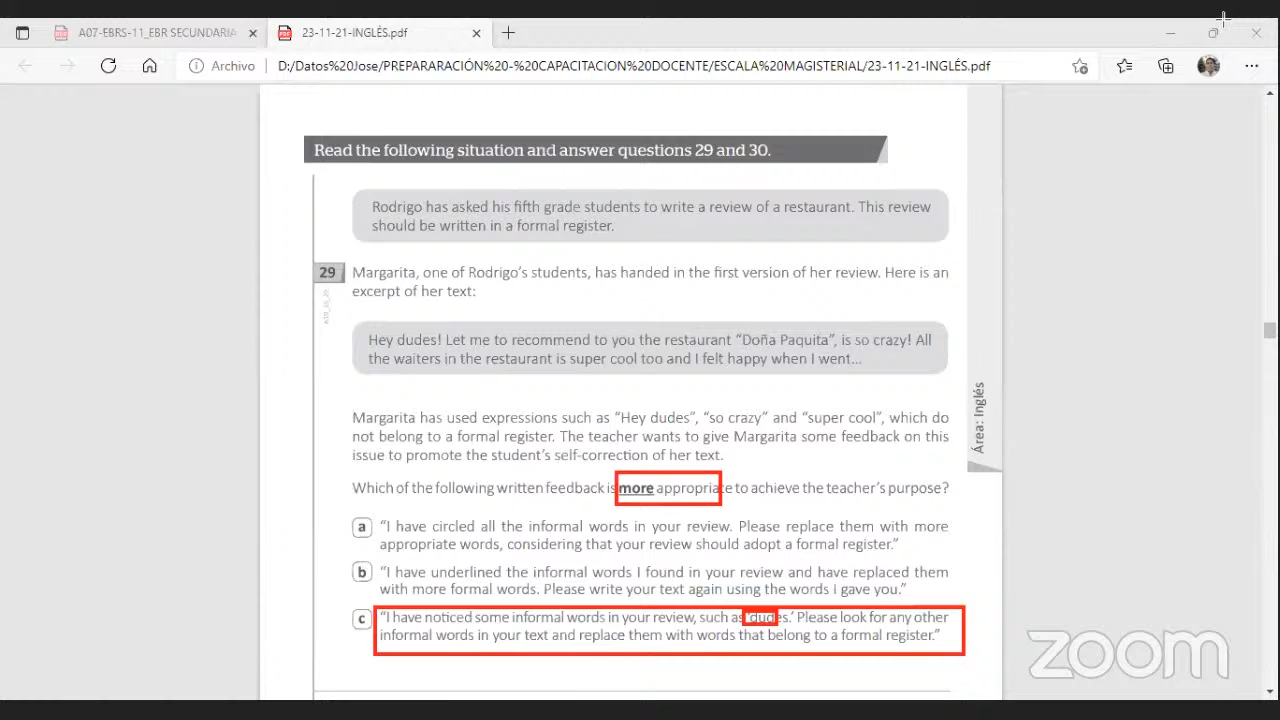 A07-EBRS-11_EBR SECUNDARIA
23-11-21-INGLÉS.pdf
Archivo
D:/Datos%20Jose/PREPARARACIÓN%20-%20CAPACITACION%20DOCENTE/ESCALA%20MAGISTERIAL/23-11-21-INGLÉS.pdf
Read the following situation and answer questions 29 and 30.
Rodrigo has asked his fifth grade students to write a review of a restaurant. This review
should be written in a formal register.
29
Margarita, one of Rodrigo's students, has handed in the first version of her review. Here is an
excerpt of her text:
Hey dudes! Let me to recommend to you the restaurant "Doña Paquita", is so crazy! All
the waiters in the restaurant is super cool too and I felt happy when I went...
Margarita has used expressions such as "Hey dudes", "so crazy" and "super cool", which do
not belong to a formal register. The teacher wants to give Margarita some feedback on this
issue to promote the student's self-correction of her text.
Which of the following written feedback is more appropriate to achieve the teacher's purpose?
a "I have circled all the informal words in your review. Please replace them with more
appropriate words, considering that your review should adopt a formal register."
b "I have underlined the informal words I found in your review and have replaced them
with more formal words. Please write your text again using the words I gave you."
c "I have noticed some informal words in your review, such as 'dudes.' Please look for any other
informal words in your text and replace them with words that belong to a formal register."
Área: Inglés
zoom